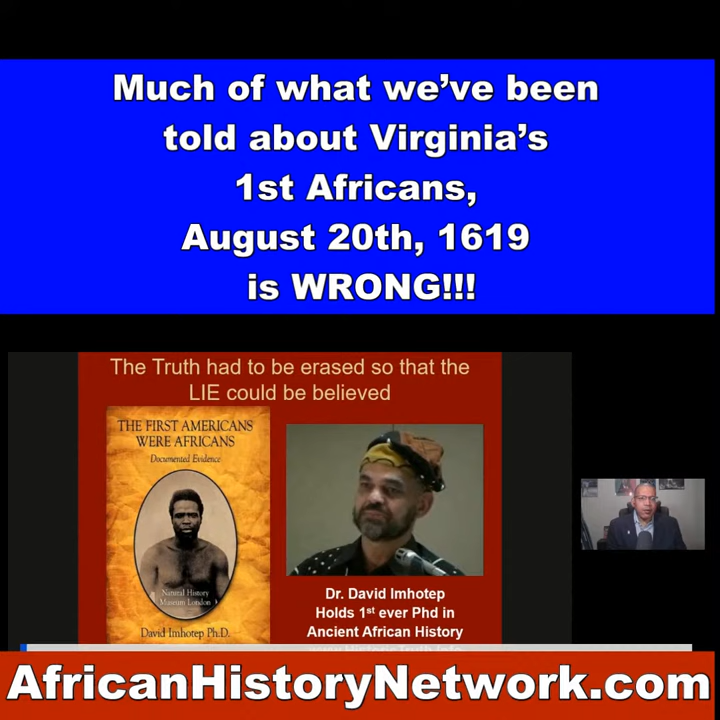 Much of what we've been
told about Virginia's
1st Africans,
August 20th, 1619
is WRONG!!!
The Truth had to be erased so that the
LIE could be believed
THE FIRST AMERICANS
WERE AFRICANS
Documented Evidence
Natural History
Museum London
David Imhotep Ph.D.
Dr. David Imhotep
Holds 1st ever Phd in
Ancient African History
AfricanHistoryNetwork.com